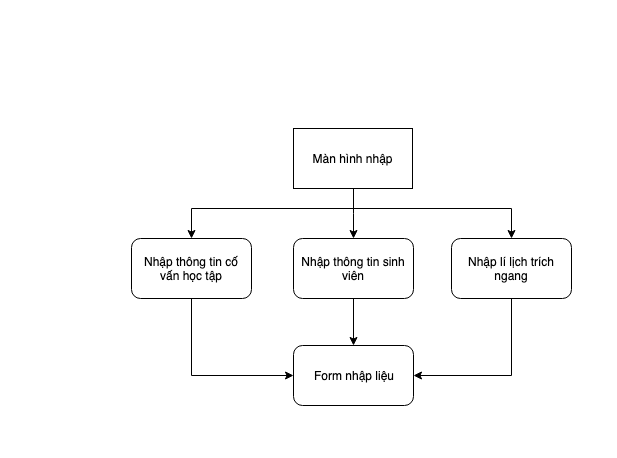 Màn hình nhập
Nhập thông tin cố
vấn học tập
Nhập thông tin sinh
viên
Nhập lí lịch trích
ngang
Form nhập liệu